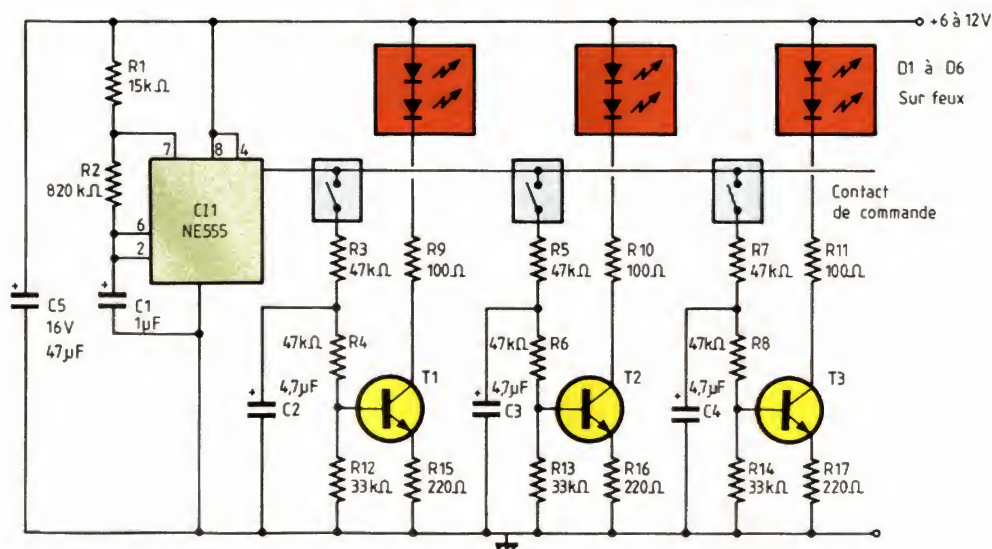 +6 à 12V
R1
15kΩ
D1 à D6
Sur feux
7
8
4
R2
820 kΩ
CI1
NE555
6
2
Contact
de commande
R3
47kΩ
R9
100Ω
R5
47kΩ
R10
100Ω
R7
47kΩ
R11
100Ω
C5
16V
47µF
+
C1
1µF
+
47kΩ
R4
47kΩ
R6
47kΩ
R8
T1
T2
T3
+
4,7µF
C2
+
4,7µF
C3
+
4,7µF
C4
R12
33kΩ
R15
220Ω
R13
33kΩ
R16
220Ω
R14
33kΩ
R17
220Ω